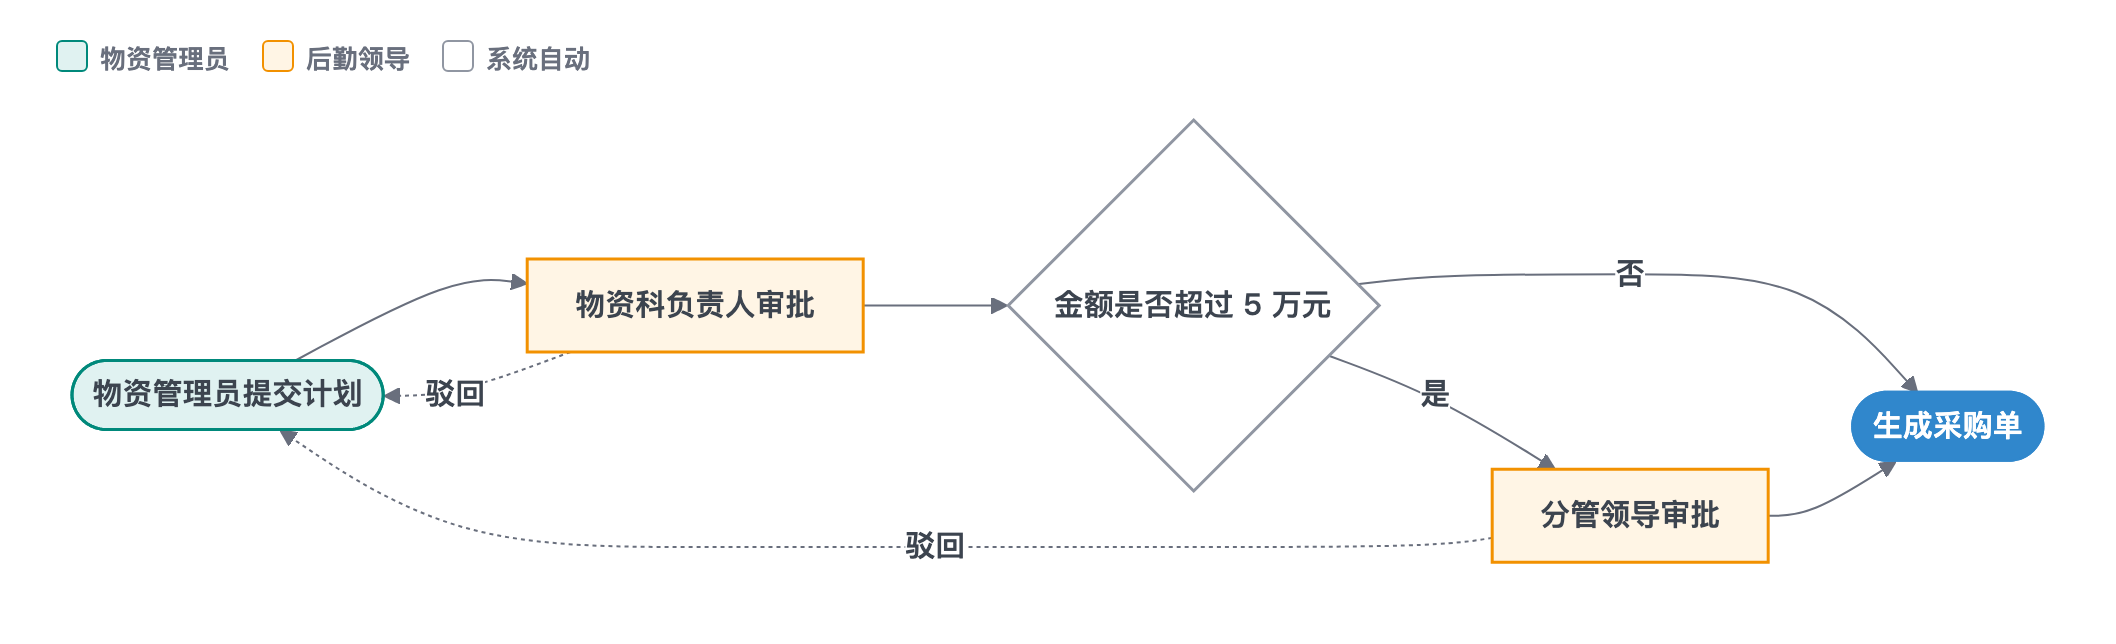 物资管理员
后勤领导
系统自动
物资管理员提交计划
物资科负责人审批
驳回
金额是否超过 5 万元
否
是
分管领导审批
驳回
生成采购单